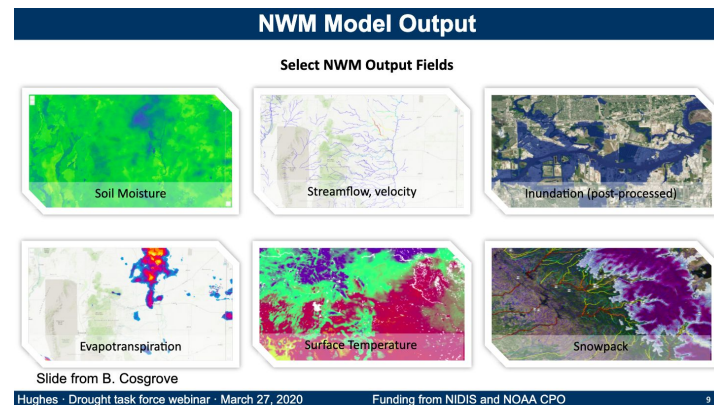 NWM Model Output
Select NWM Output Fields
Soil Moisture
Streamflow, velocity
Inundation (post-processed)
Evapotranspiration
Surface Temperature
Snowpack
Slide from B. Cosgrove
Hughes · Drought task force webinar · March 27, 2020
Funding from NIDIS and NOAA CPO
9